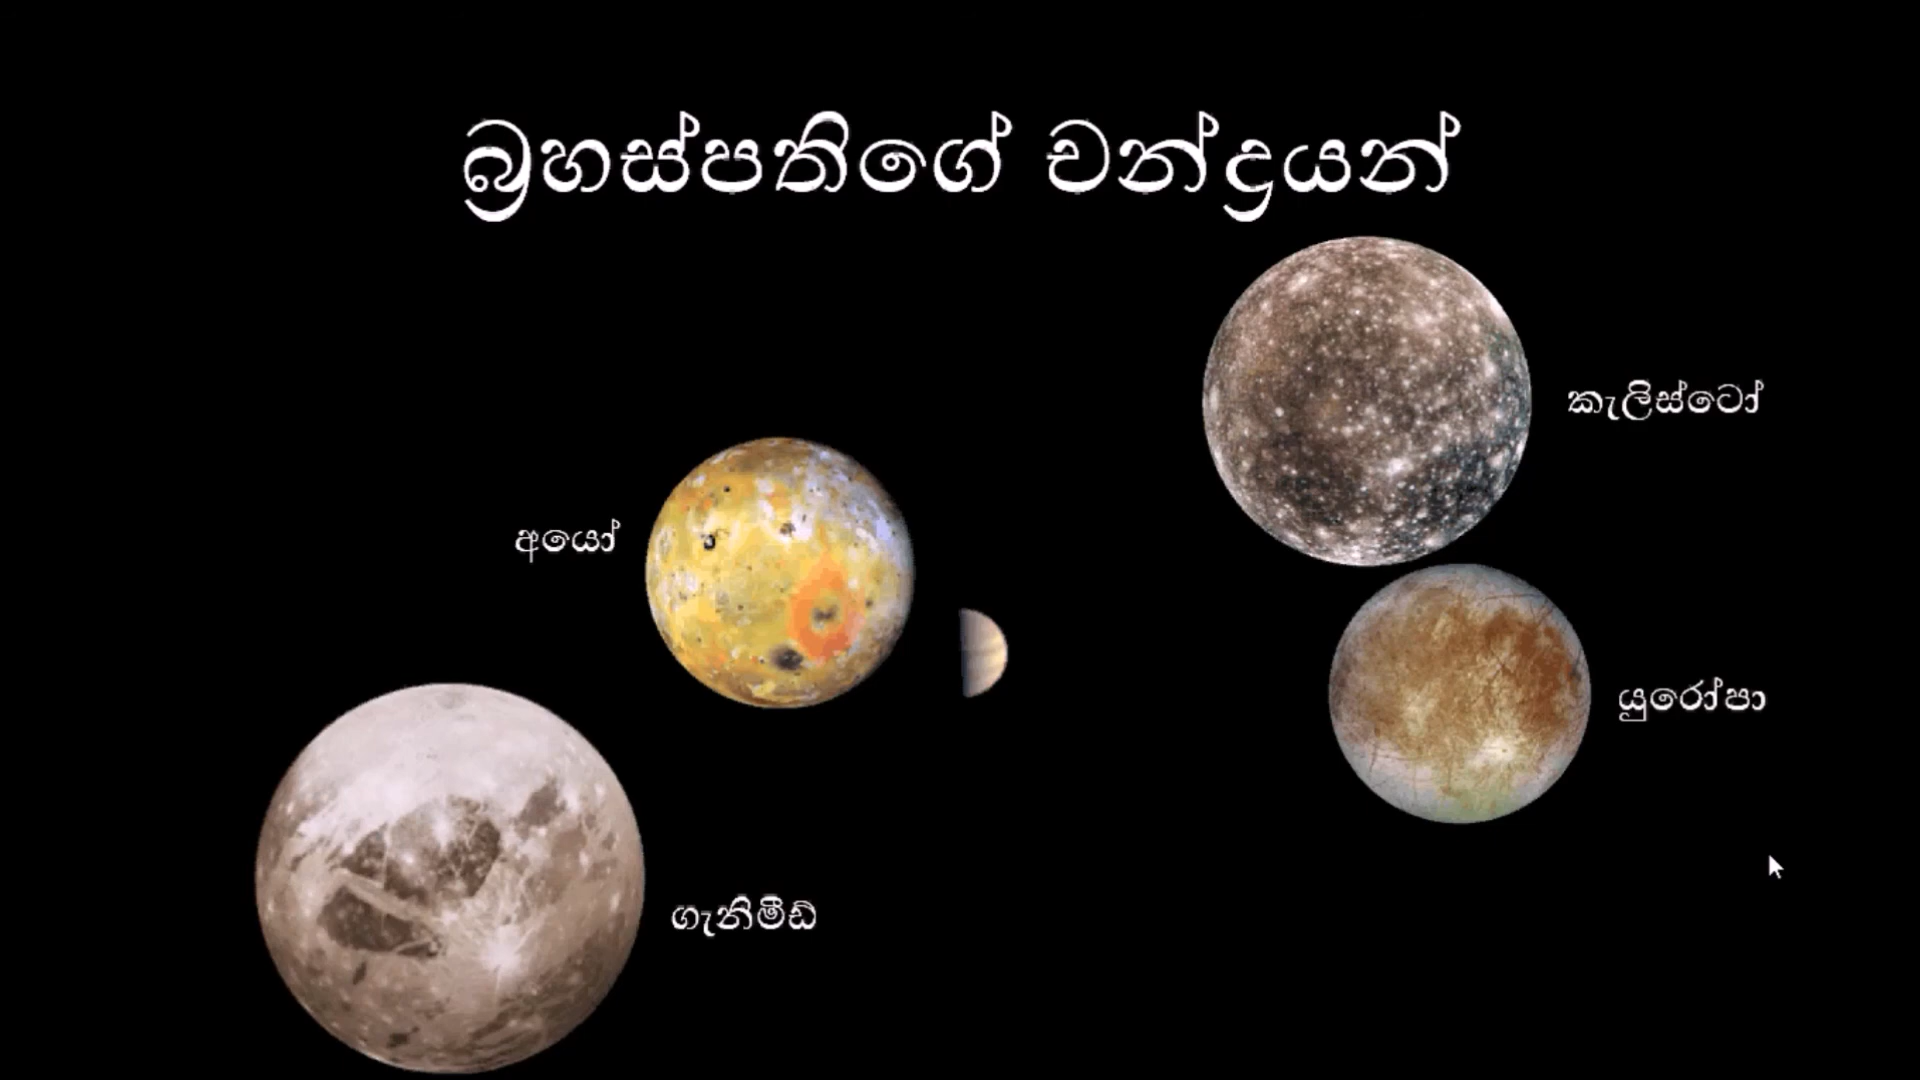 බ්‍රහස්පතිගේ චන්ද්‍රයන්
කැලිස්ටෝ
අයෝ
යුරෝපා
ගැනිමීඩ්